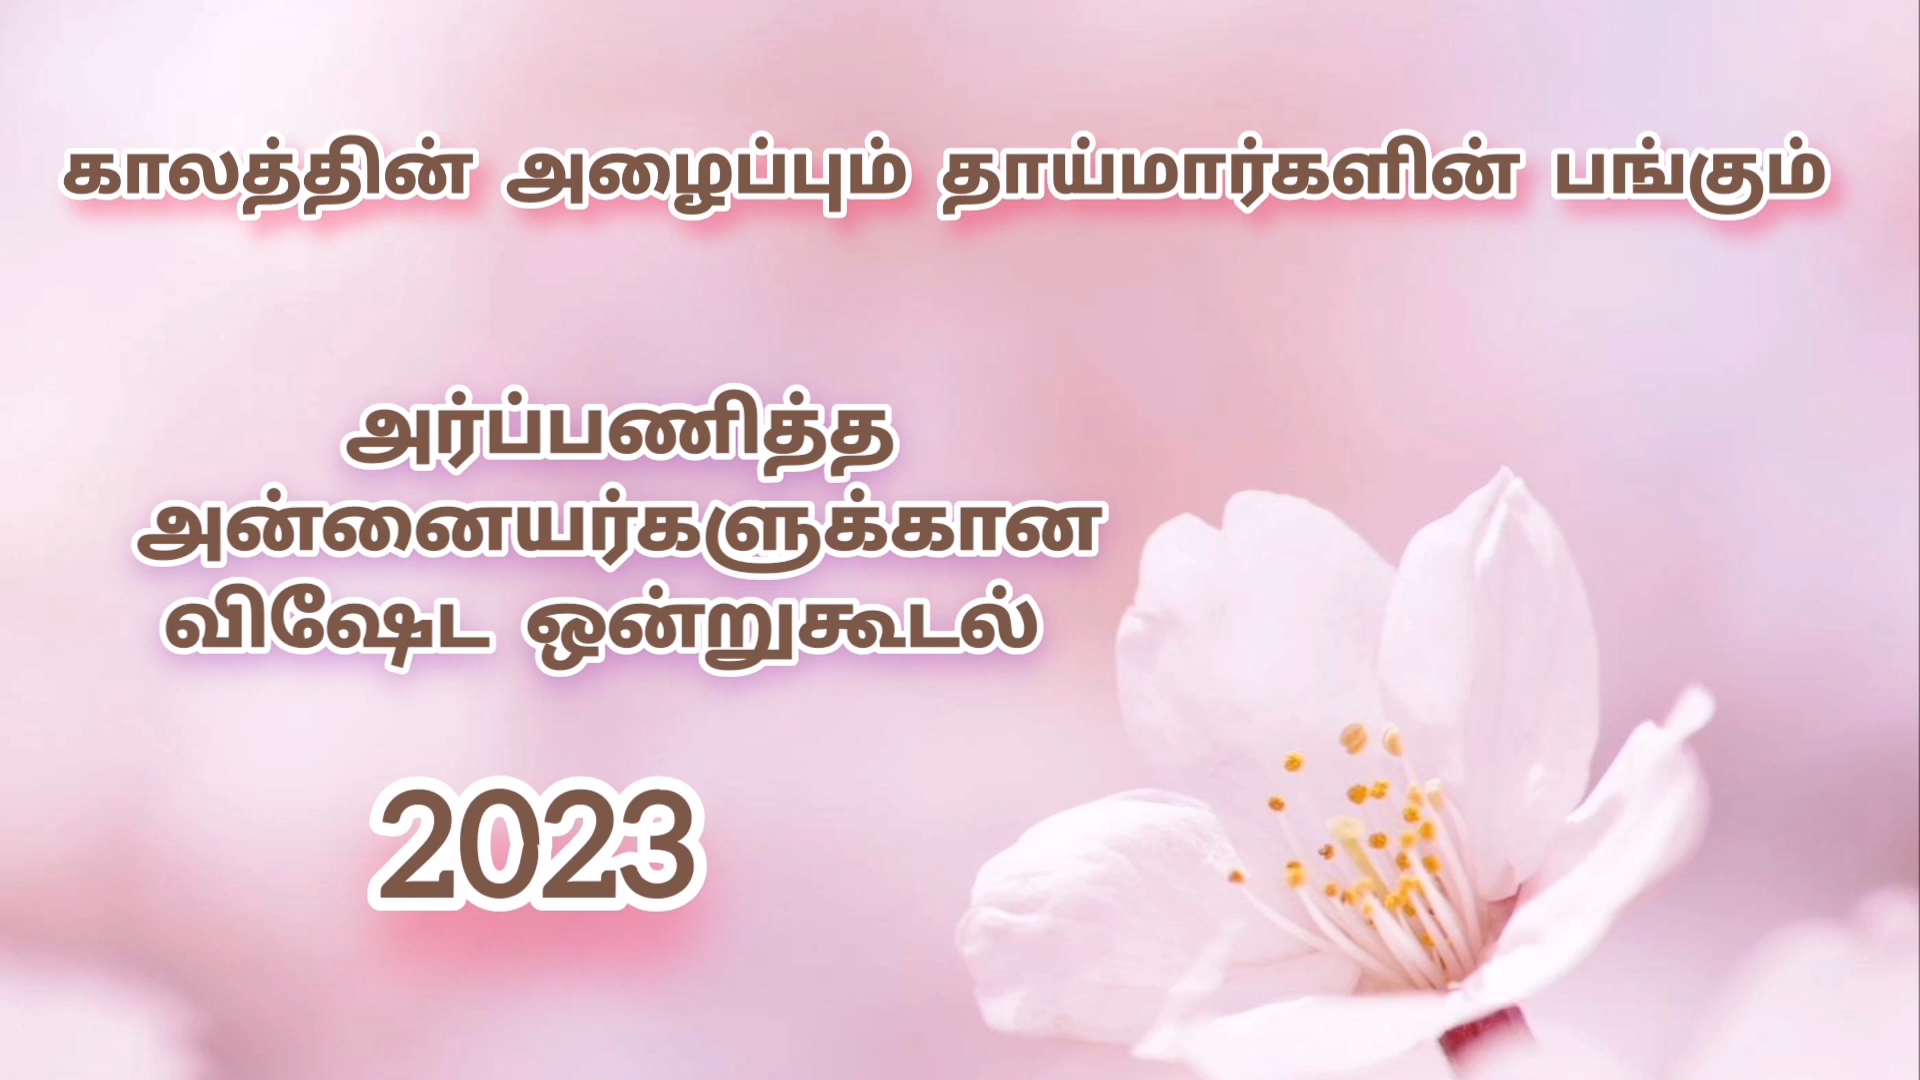 காலத்தின் அழைப்பும் தாய்மார்களின் பங்கும்
அர்ப்பணித்த
அன்னையர்களுக்கான
விஷேட ஒன்றுகூடல்
2023